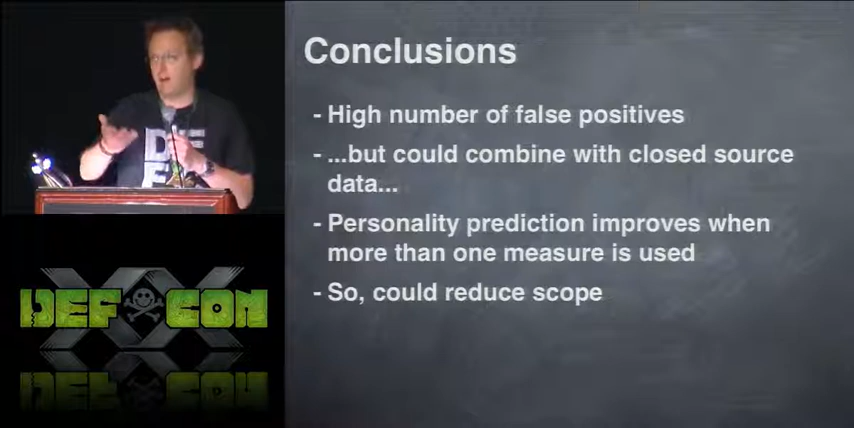 Conclusions
- High number of false positives
- ...but could combine with closed source
data...
- Personality prediction improves when
more than one measure is used
- So, could reduce scope
DEF CON
XX